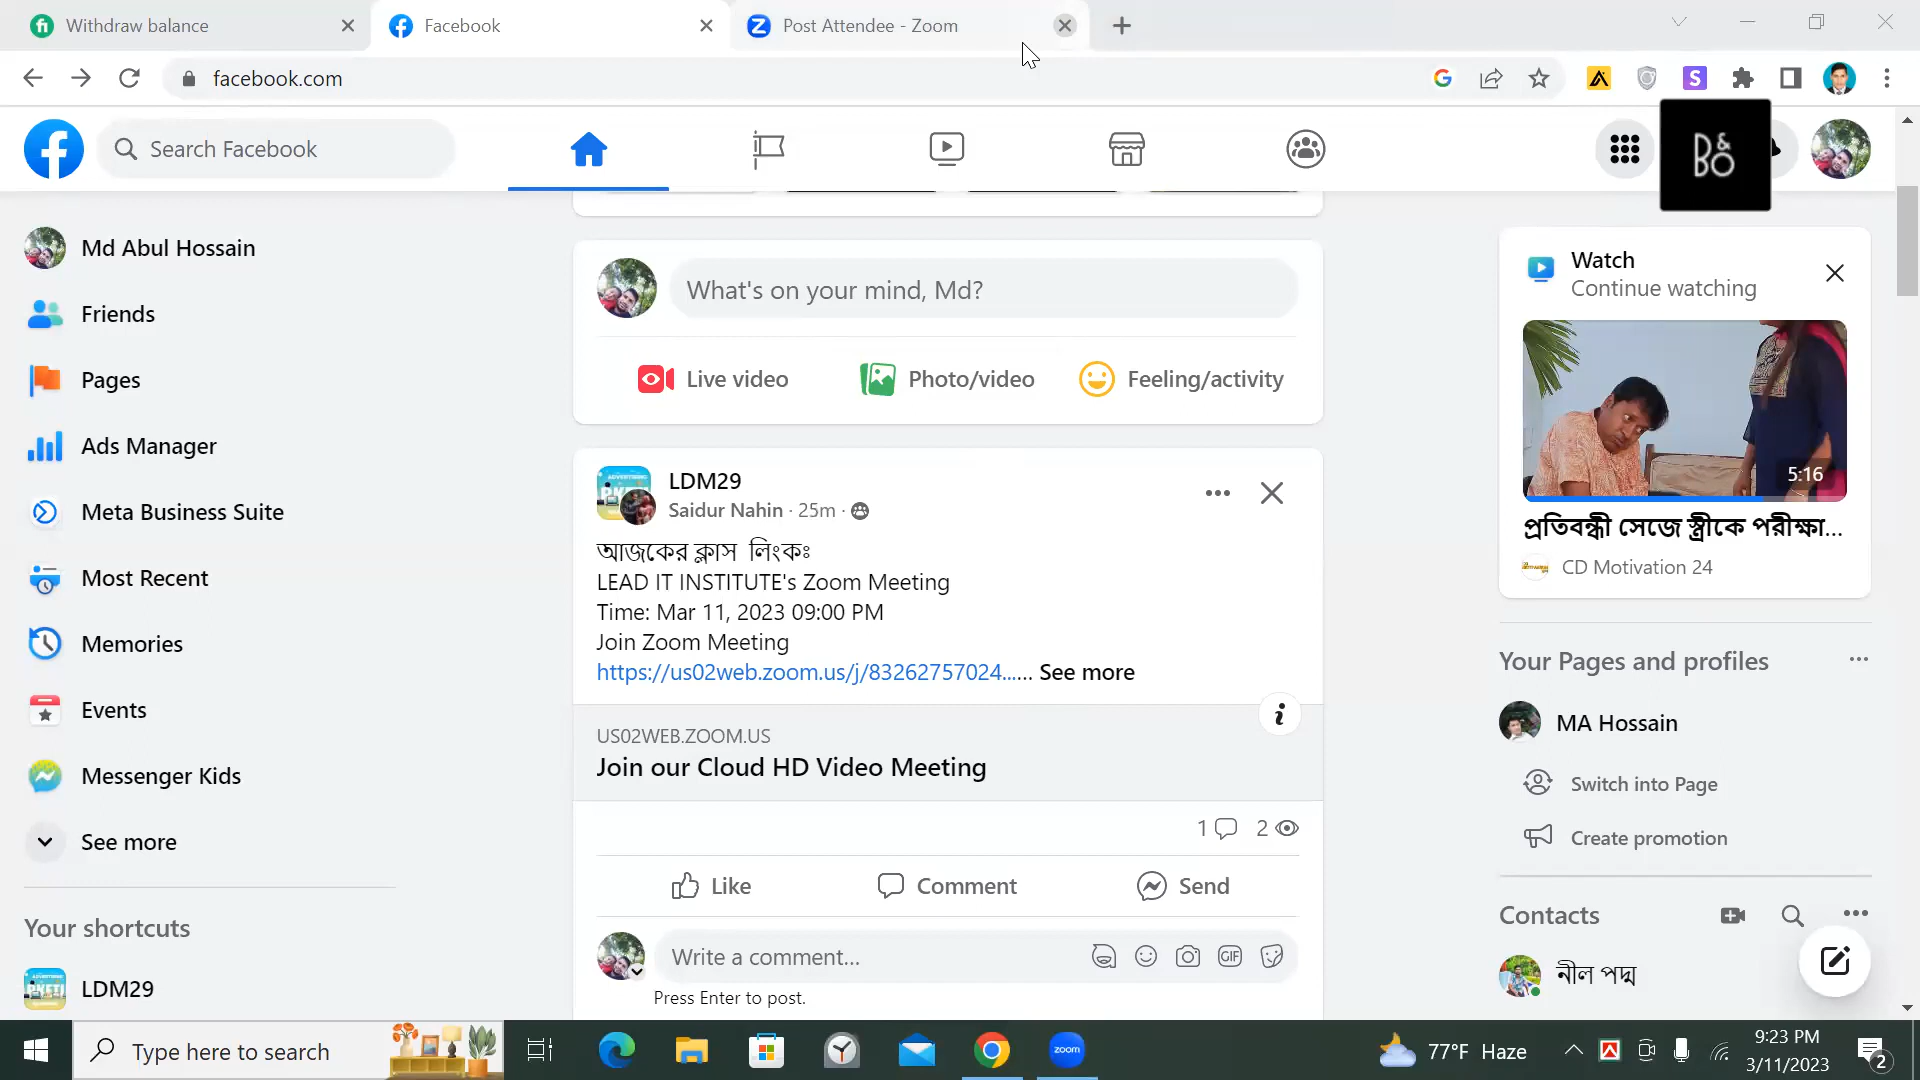 Withdraw balance
Facebook
Post Attendee - Zoom
facebook.com
Search Facebook
B&O
Md Abul Hossain
Friends
Pages
Ads Manager
Meta Business Suite
Most Recent
Memories
Events
Messenger Kids
See more
Your shortcuts
LDM29
What's on your mind, Md?
Live video
Photo/video
Feeling/activity
LDM29
Saidur Nahin · 25m ·
আজকের ক্লাস লিংকঃ
LEAD IT INSTITUTE's Zoom Meeting
Time: Mar 11, 2023 09:00 PM
Join Zoom Meeting
https://us02web.zoom.us/j/83262757024...... See more
US02WEB.ZOOM.US
Join our Cloud HD Video Meeting
1 2
Like
Comment
Send
Write a comment...
GIF
Press Enter to post.
Watch
Continue watching
5:16
প্রতিবন্ধী সেজে স্ত্রীকে পরীক্ষা...
CD Motivation 24
Your Pages and profiles
MA Hossain
Switch into Page
Create promotion
Contacts
নীল পদ্ম
Type here to search
zoom
77°F Haze
9:23 PM
3/11/2023
2